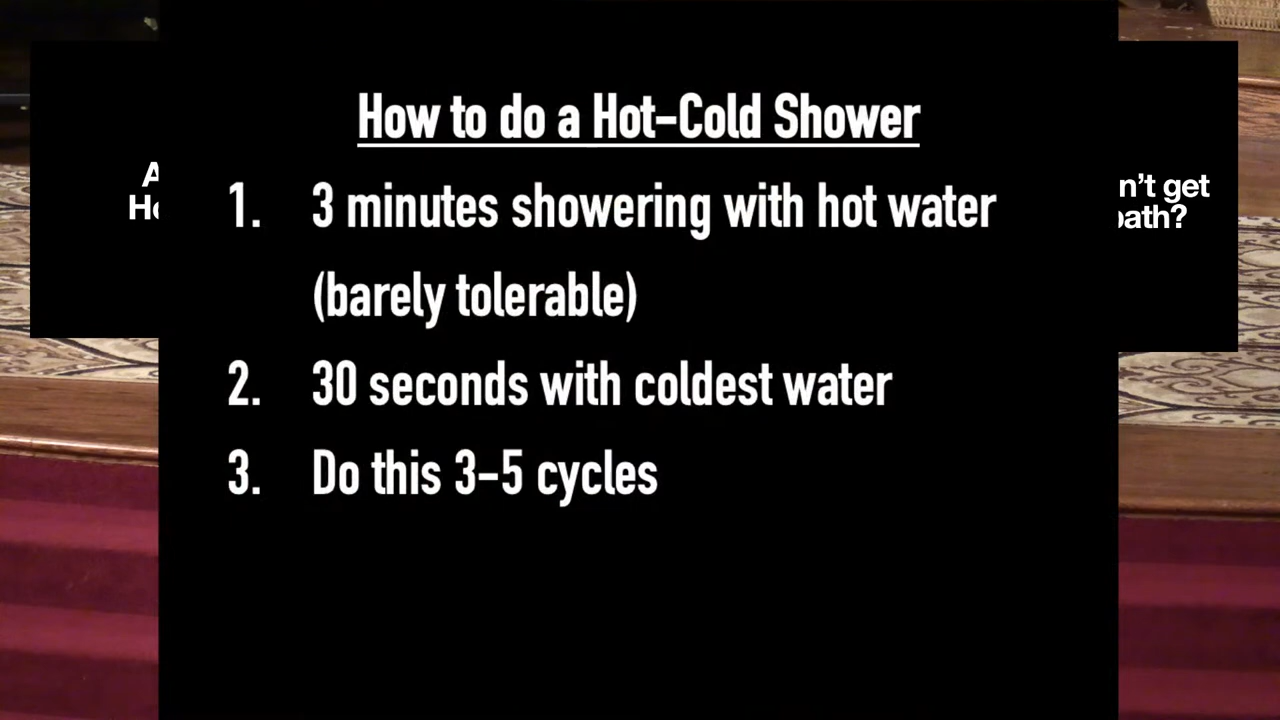 How to do a Hot-Cold Shower
1. 3 minutes showering with hot water
(barely tolerable)
2. 30 seconds with coldest water
3. Do this 3-5 cycles
get